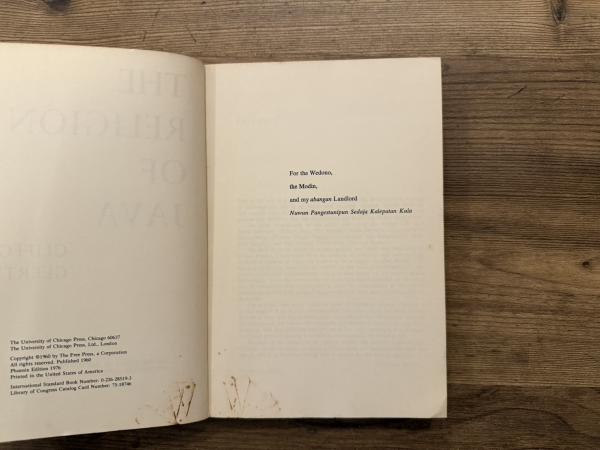 The University of Chicago Press, Chicago 60637
The University of Chicago Press, Ltd., London
Copyright ©1960 by The Free Press, a Corporation
All rights reserved. Published 1960
Phoenix Edition 1976
Printed in the United States of America
International Standard Book Number: 0-226-28510-3
Library of Congress Catalog Card Number: 75-18746
For the Wedono,
the Modin,
and my abangan Landlord
Nuwun Pangestunipun Sedaja Kalepatan Kula